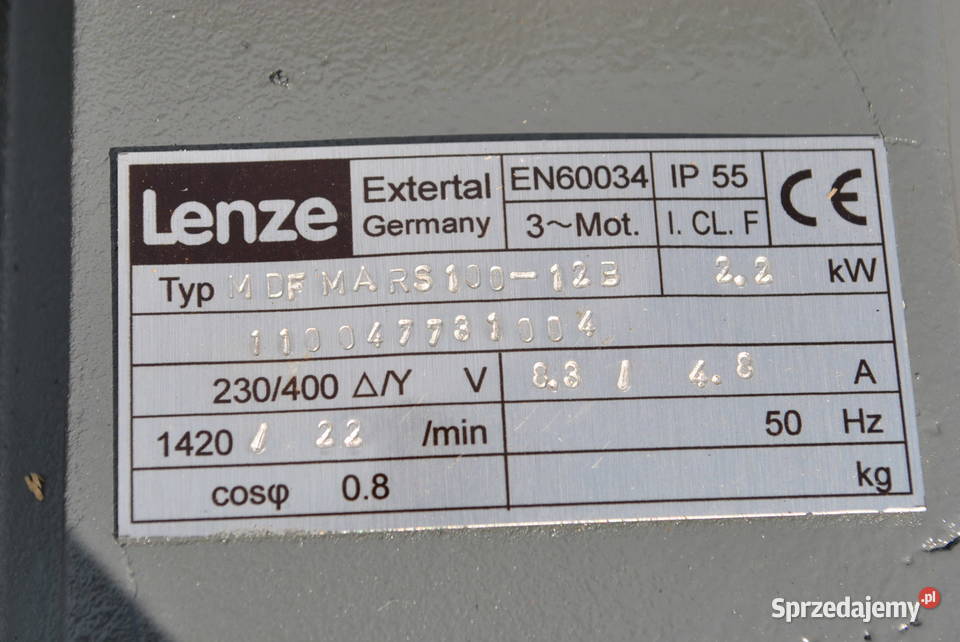 Lenze
Extertal
Germany
EN60034
IP 55
CE
3~Mot.
I. CL. F
Typ MDFMARS100-12B 2.2 kW
110047731004
230/400 Δ/Y V 8.3 / 4.8 A
1420 / 22 /min 50 Hz
cosφ 0.8 kg
Sprzedajemy.pl